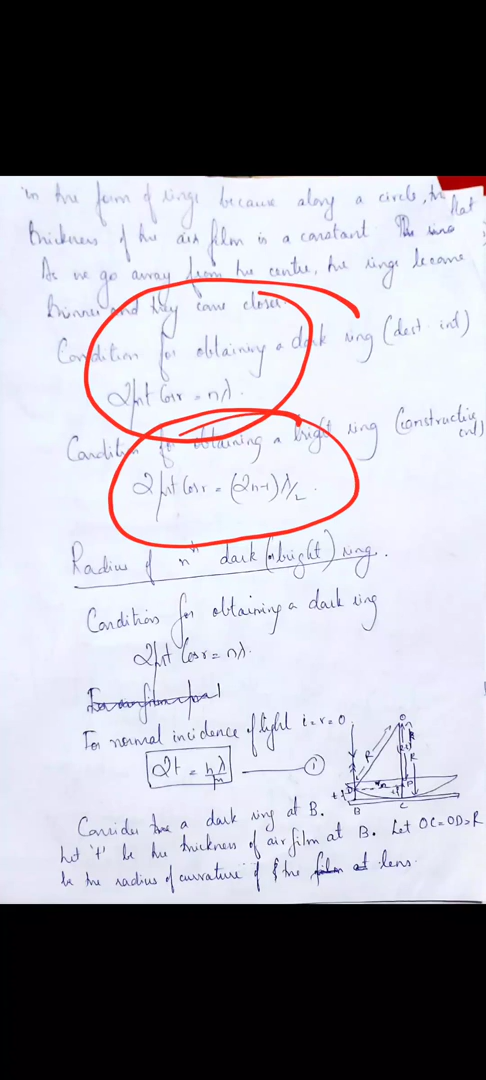 in the form of rings because along a circle, the
thickness of the air film is a constant. The rings
As we go away from the centre, the rings become
thinner and they come closer.
Condition for obtaining a dark ring (dest. int)
2μt cos r = nλ.
Condition for obtaining a bright ring (constructive int)
2μt cos r = (2n-1) λ/2.
Radius of nth dark (bright) ring.
Condition for obtaining a dark ring
2μt cos r = nλ.
For normal incidence of light i=r=0.
2t = nλ/μ ——— ①
Consider a dark ring at B.
Let 't' be the thickness of air film at B. Let OC=OD=R
be the radius of curvature of the lens.
O
R
R
D
P
B
C